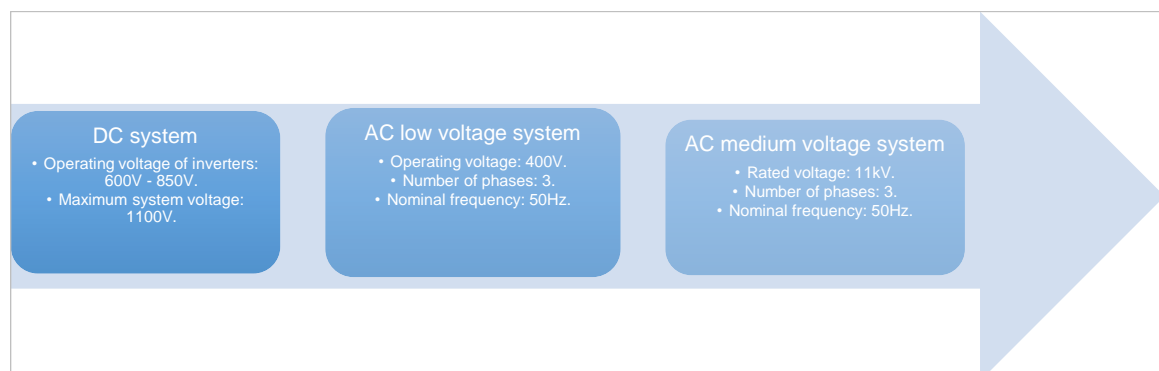 DC system
• Operating voltage of inverters:
600V - 850V.
• Maximum system voltage:
1100V.
AC low voltage system
• Operating voltage: 400V.
• Number of phases: 3.
• Nominal frequency: 50Hz.
AC medium voltage system
• Rated voltage: 11kV.
• Number of phases: 3.
• Nominal frequency: 50Hz.